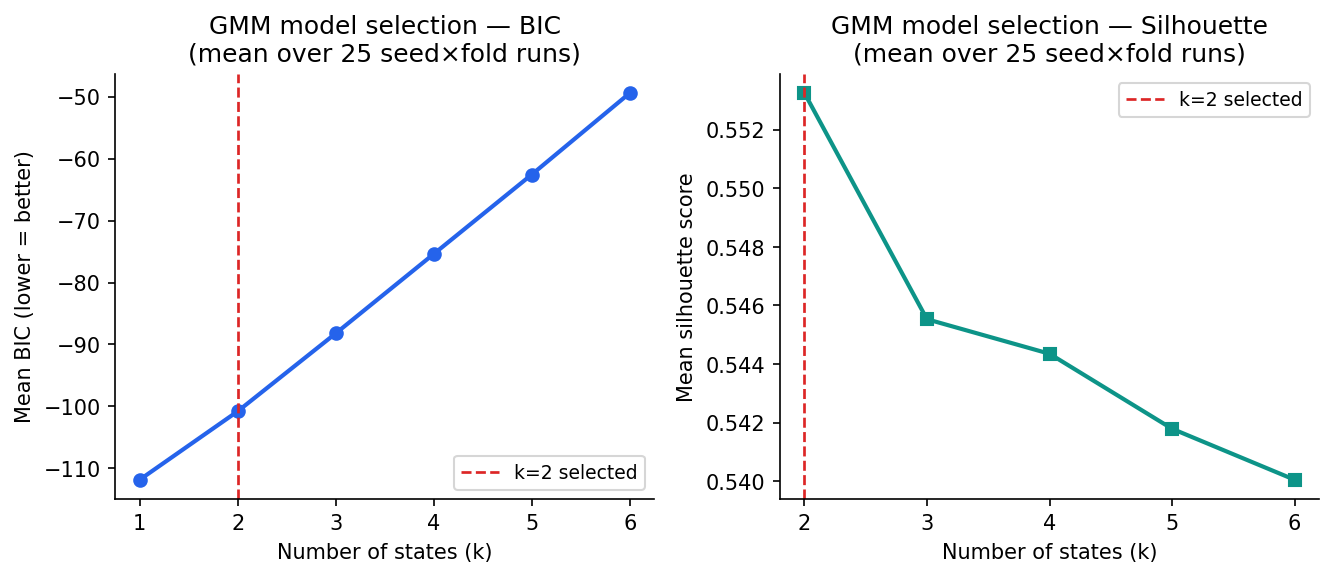 GMM model selection — BIC
(mean over 25 seed×fold runs)
Mean BIC (lower = better)
−50
−60
−70
−80
−90
−100
−110
k=2 selected
1 2 3 4 5 6
Number of states (k)
GMM model selection — Silhouette
(mean over 25 seed×fold runs)
k=2 selected
Mean silhouette score
0.552
0.550
0.548
0.546
0.544
0.542
0.540
2 3 4 5 6
Number of states (k)